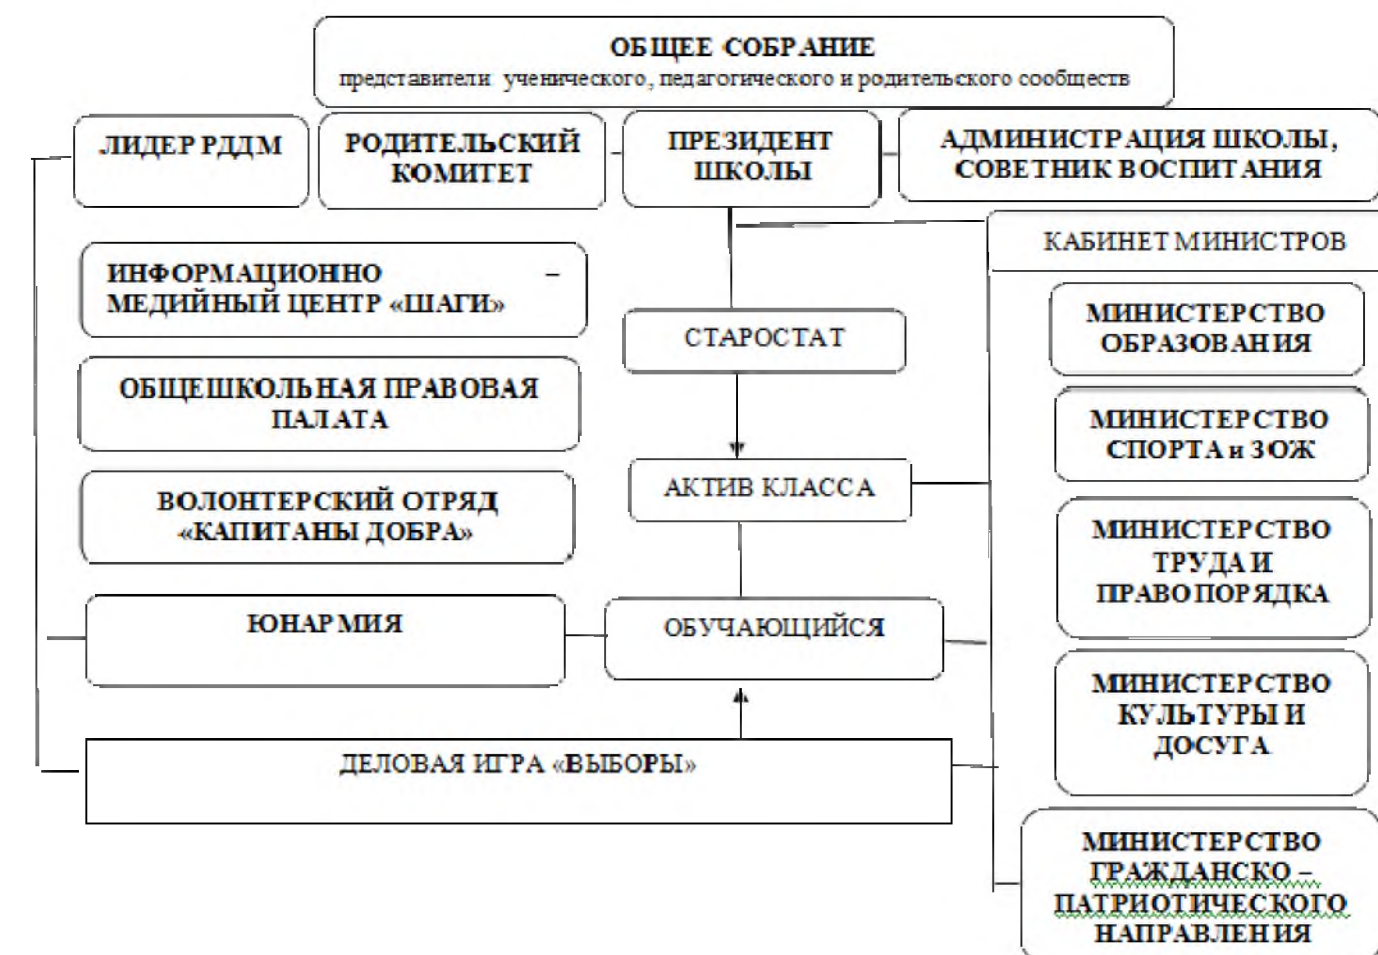 ОБЩЕЕ СОБРАНИЕ
представители ученического, педагогического и родительского сообществ
ЛИДЕР РДДМ
РОДИТЕЛЬСКИЙ
КОМИТЕТ
ПРЕЗИДЕНТ
ШКОЛЫ
АДМИНИСТРАЦИЯ ШКОЛЫ,
СОВЕТНИК ВОСПИТАНИЯ
КАБИНЕТ МИНИСТРОВ
ИНФОРМАЦИОННО –
МЕДИЙНЫЙ ЦЕНТР «ШАГИ»
СТАРОСТАТ
МИНИСТЕРСТВО
ОБРАЗОВАНИЯ
ОБЩЕШКОЛЬНАЯ ПРАВОВАЯ
ПАЛАТА
МИНИСТЕРСТВО
СПОРТА и ЗОЖ
ВОЛОНТЕРСКИЙ ОТРЯД
«КАПИТАНЫ ДОБРА»
АКТИВ КЛАССА
МИНИСТЕРСТВО
ТРУДА И
ПРАВОПОРЯДКА
ЮНАРМИЯ
ОБУЧАЮЩИЙСЯ
МИНИСТЕРСТВО
КУЛЬТУРЫ И
ДОСУГА
ДЕЛОВАЯ ИГРА «ВЫБОРЫ»
МИНИСТЕРСТВО
ГРАЖДАНСКО –
ПАТРИОТИЧЕСКОГО
НАПРАВЛЕНИЯ